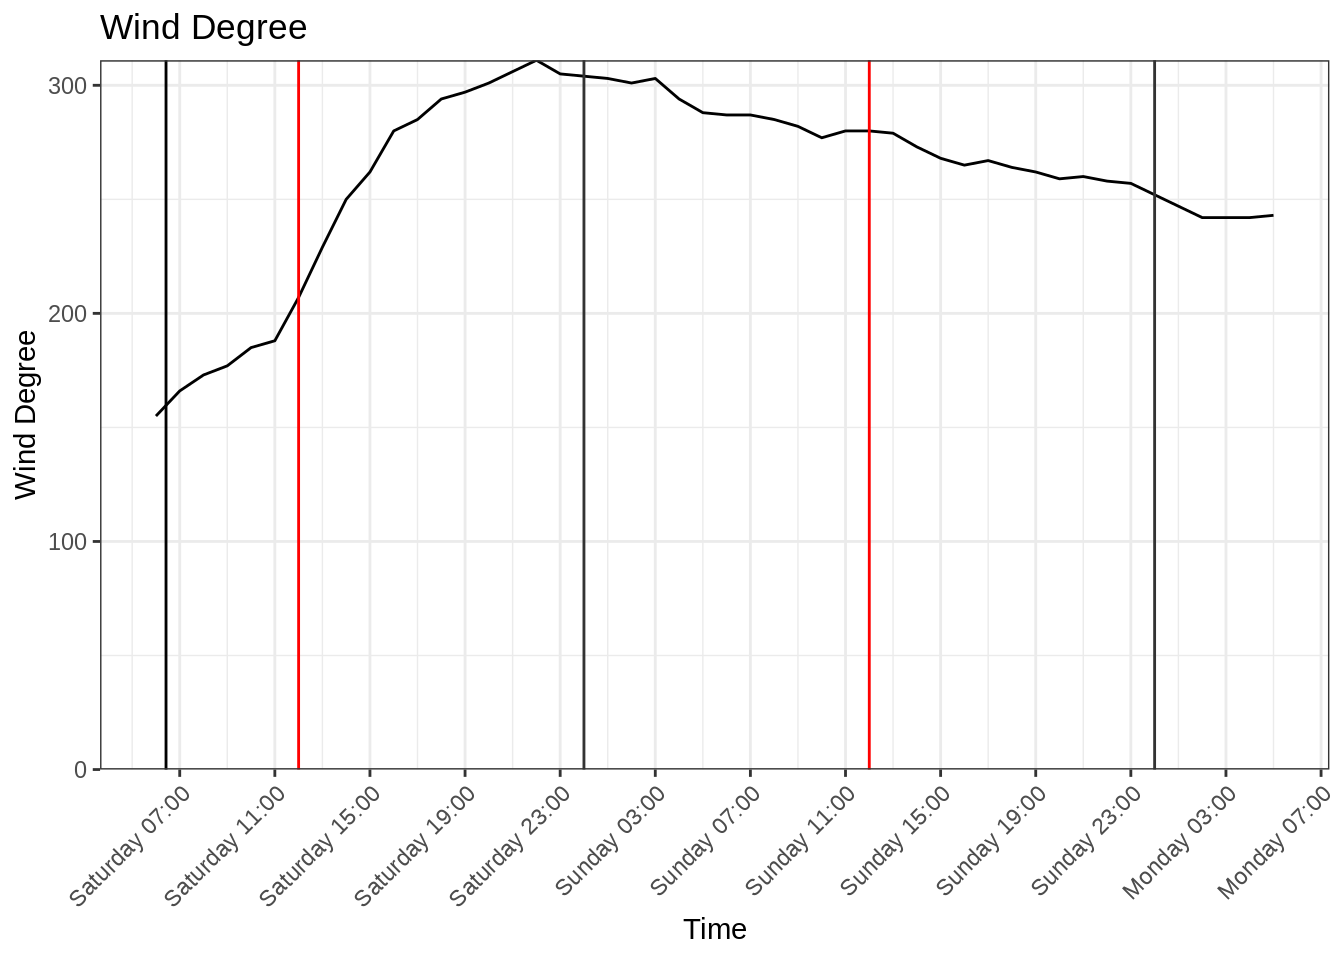 Wind Degree
Wind Degree
300
200
100
0
Saturday 07:00
Saturday 11:00
Saturday 15:00
Saturday 19:00
Saturday 23:00
Sunday 03:00
Sunday 07:00
Sunday 11:00
Sunday 15:00
Sunday 19:00
Sunday 23:00
Monday 03:00
Monday 07:00
Time